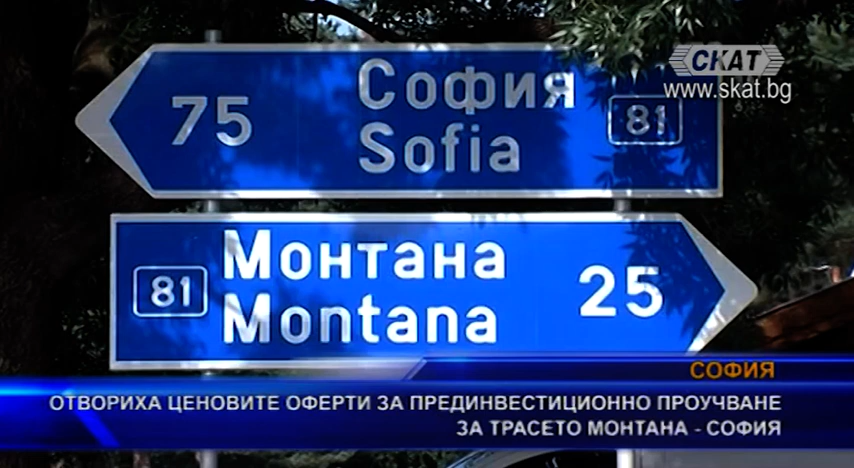 СКАТ
www.skat.bg
75
София
Sofia
81
81
Монтана
Montana
25
СОФИЯ
ОТВОРИХА ЦЕНОВИТЕ ОФЕРТИ ЗА ПРЕДИНВЕСТИЦИОННО ПРОУЧВАНЕ
ЗА ТРАСЕТО МОНТАНА - СОФИЯ